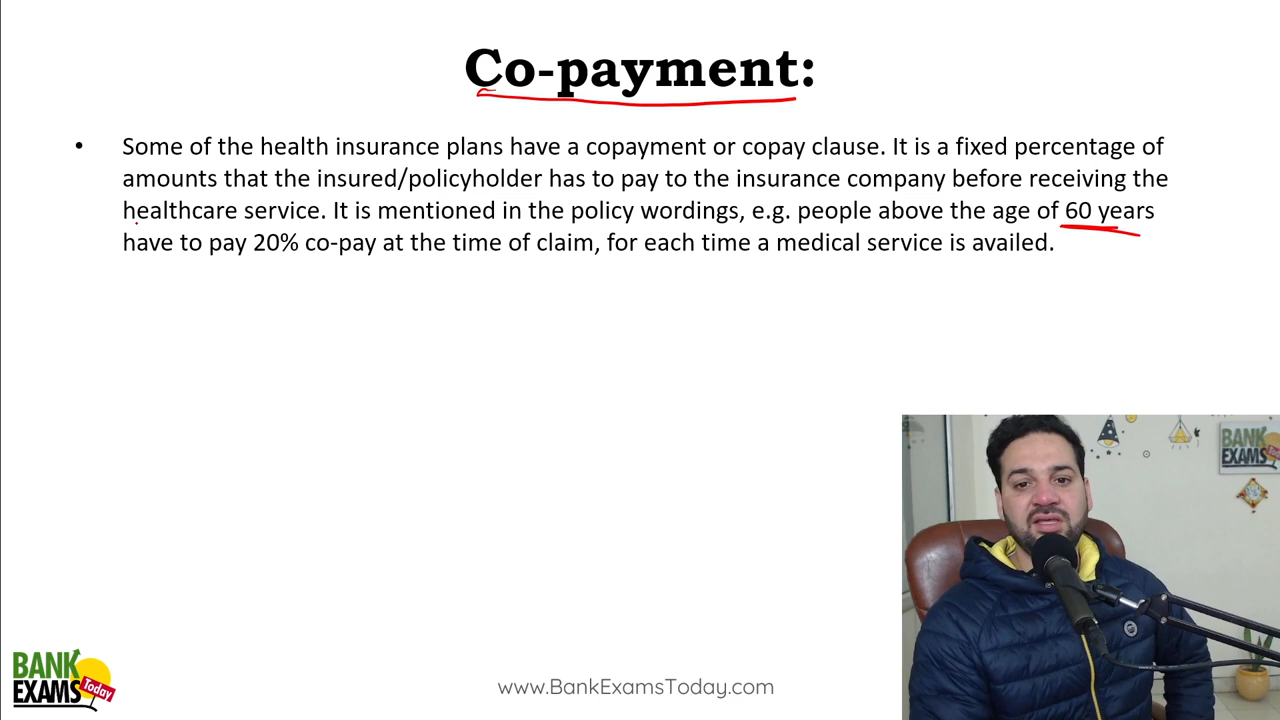 Co-payment:
• Some of the health insurance plans have a copayment or copay clause. It is a fixed percentage of
amounts that the insured/policyholder has to pay to the insurance company before receiving the
healthcare service. It is mentioned in the policy wordings, e.g. people above the age of 60 years
have to pay 20% co-pay at the time of claim, for each time a medical service is availed.
BANK
EXAMS
BANK
EXAMS
Today
www.BankExamsToday.com